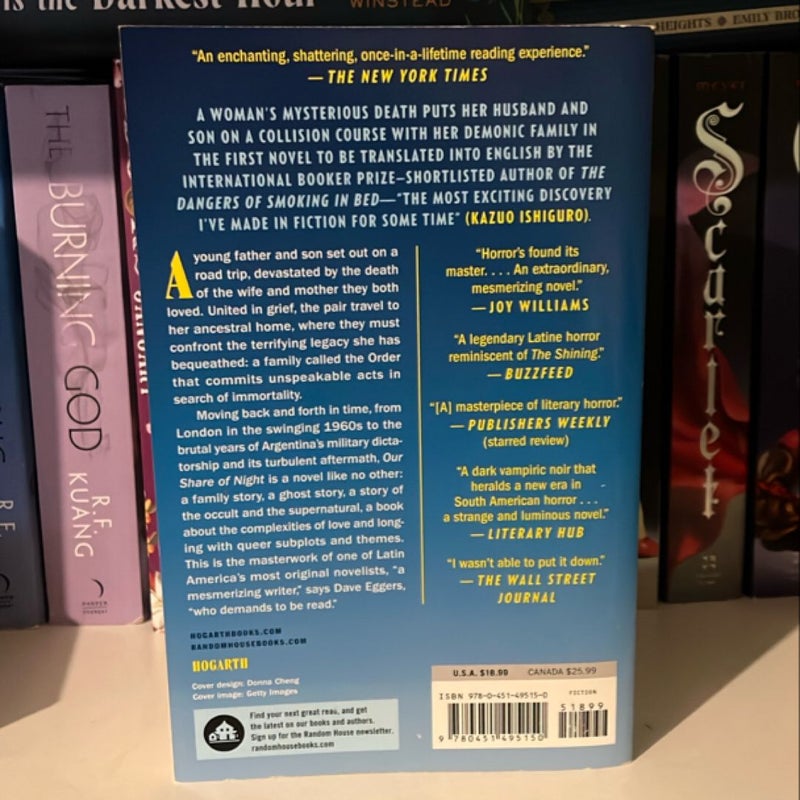 is the Darkest Hour
WINSTEAD
HEIGHTS
EMILY BRO
THE BURNING GOD
R.F. KUANG
R.F.
MEYER
Scarlet
"An enchanting, shattering, once-in-a-lifetime reading experience."
— THE NEW YORK TIMES
A WOMAN'S MYSTERIOUS DEATH PUTS HER HUSBAND AND
SON ON A COLLISION COURSE WITH HER DEMONIC FAMILY IN
THE FIRST NOVEL TO BE TRANSLATED INTO ENGLISH BY THE
INTERNATIONAL BOOKER PRIZE–SHORTLISTED AUTHOR OF THE
DANGERS OF SMOKING IN BED—"THE MOST EXCITING DISCOVERY
I'VE MADE IN FICTION FOR SOME TIME" (KAZUO ISHIGURO).
A young father and son set out on a
road trip, devastated by the death
of the wife and mother they both
loved. United in grief, the pair travel to
her ancestral home, where they must
confront the terrifying legacy she has
bequeathed: a family called the Order
that commits unspeakable acts in
search of immortality.
Moving back and forth in time, from
London in the swinging 1960s to the
brutal years of Argentina's military dicta-
torship and its turbulent aftermath, Our
Share of Night is a novel like no other:
a family story, a ghost story, a story of
the occult and the supernatural, a book
about the complexities of love and long-
ing with queer subplots and themes.
This is the masterwork of one of Latin
America's most original novelists, "a
mesmerizing writer," says Dave Eggers,
"who demands to be read."
"Horror's found its
master. . . . An extraordinary,
mesmerizing novel."
— JOY WILLIAMS
"A legendary Latine horror
reminiscent of The Shining."
— BUZZFEED
"[A] masterpiece of literary horror."
— PUBLISHERS WEEKLY
(starred review)
"A dark vampiric noir that
heralds a new era in
South American horror . . .
a strange and luminous novel."
— LITERARY HUB
"I wasn't able to put it down."
— THE WALL STREET
JOURNAL
HOGARTHBOOKS.COM
RANDOMHOUSEBOOKS.COM
HOGARTH
Cover design: Donna Cheng
Cover image: Getty Images
Find your next great read, and get
the latest on our books and authors.
Sign up for the Random House newsletter.
randomhousebooks.com
U.S.A. $18.99 CANADA $25.99
ISBN 978-0-451-49515-0
FICTION
51899
9 780451 495150